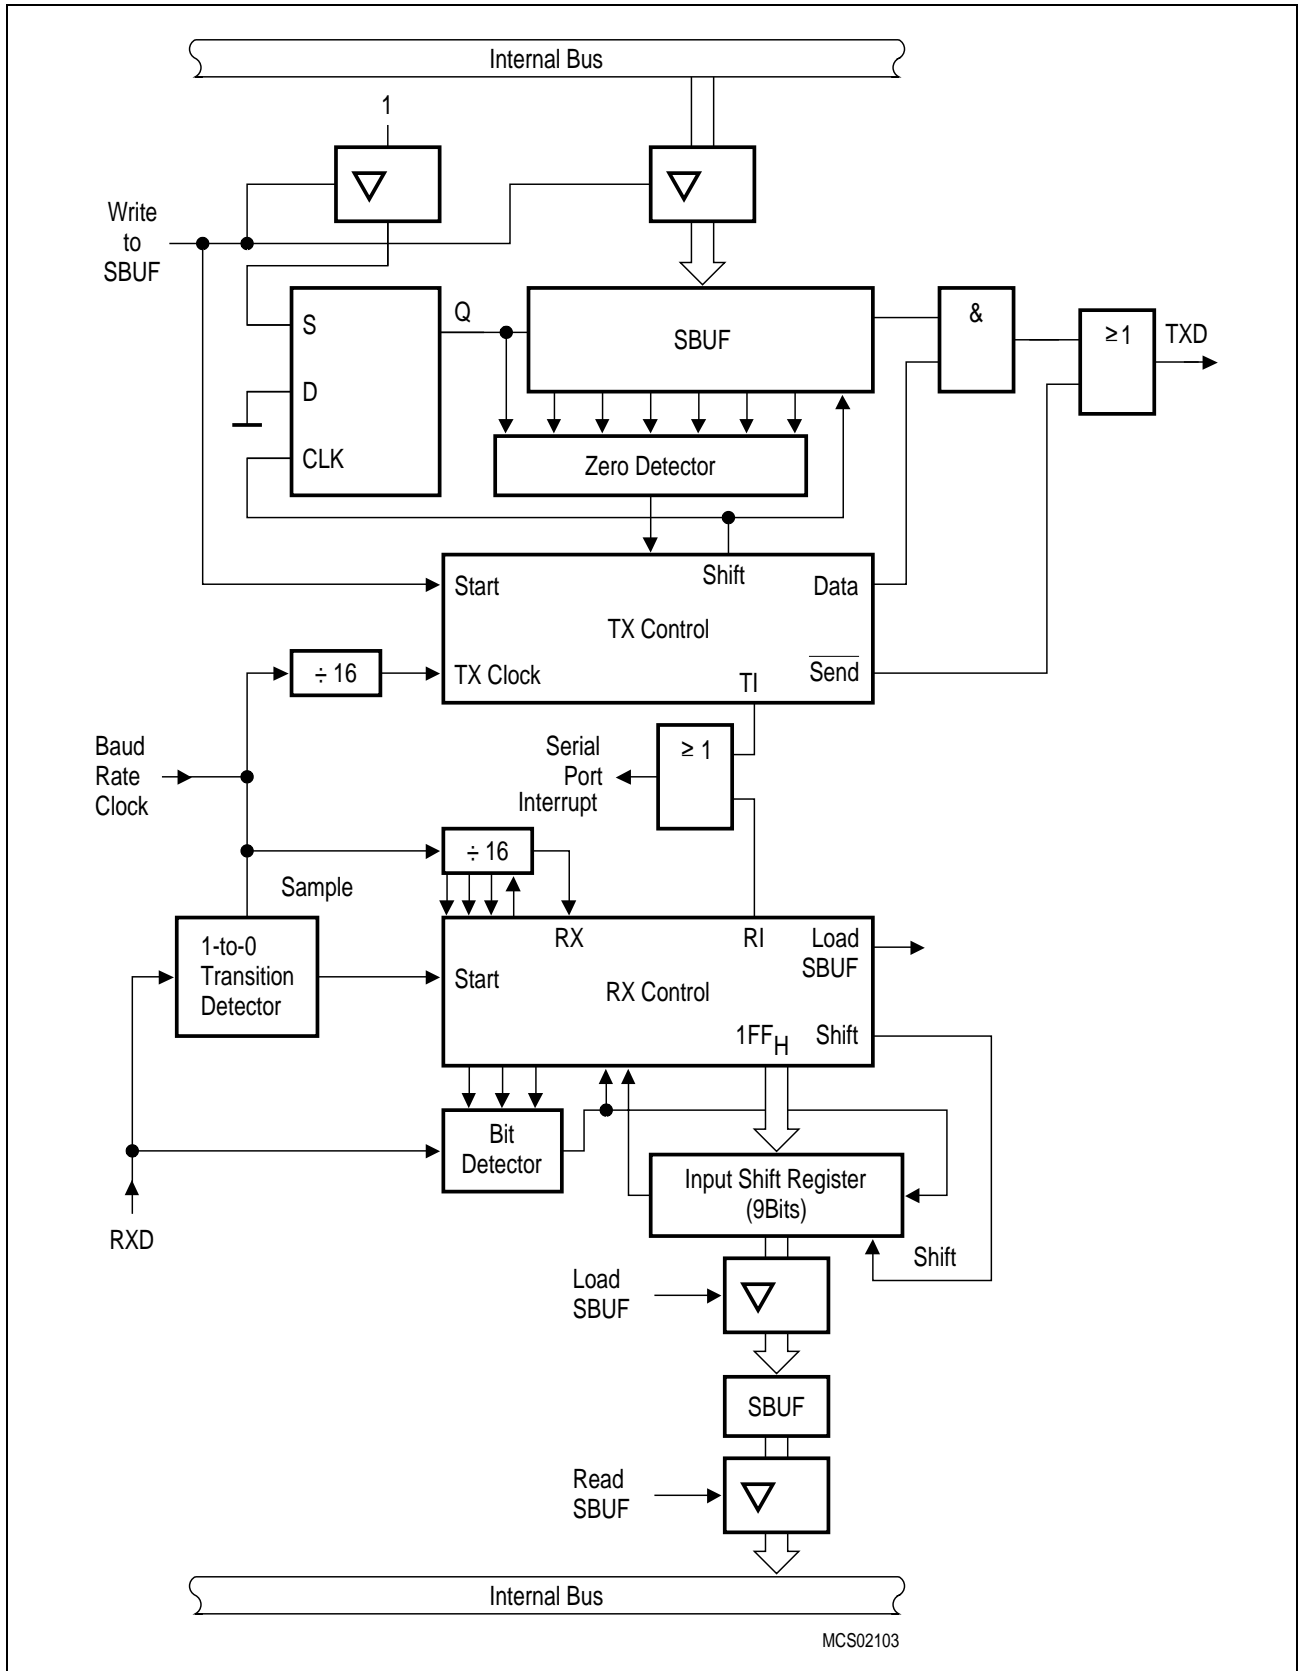 Internal Bus
1
Write
to
SBUF
S
Q
D
CLK
SBUF
&
≥ 1
TXD
Zero Detector
Start
Shift
Data
TX Control
÷ 16
TX Clock
TI
Send
Baud
Rate
Clock
Serial
Port
Interrupt
≥ 1
÷ 16
Sample
1-to-0
Transition
Detector
RX
RI
Load
SBUF
Start
RX Control
1FFH
Shift
Bit
Detector
Input Shift Register
(9Bits)
RXD
Shift
Load
SBUF
SBUF
Read
SBUF
Internal Bus
MCS02103